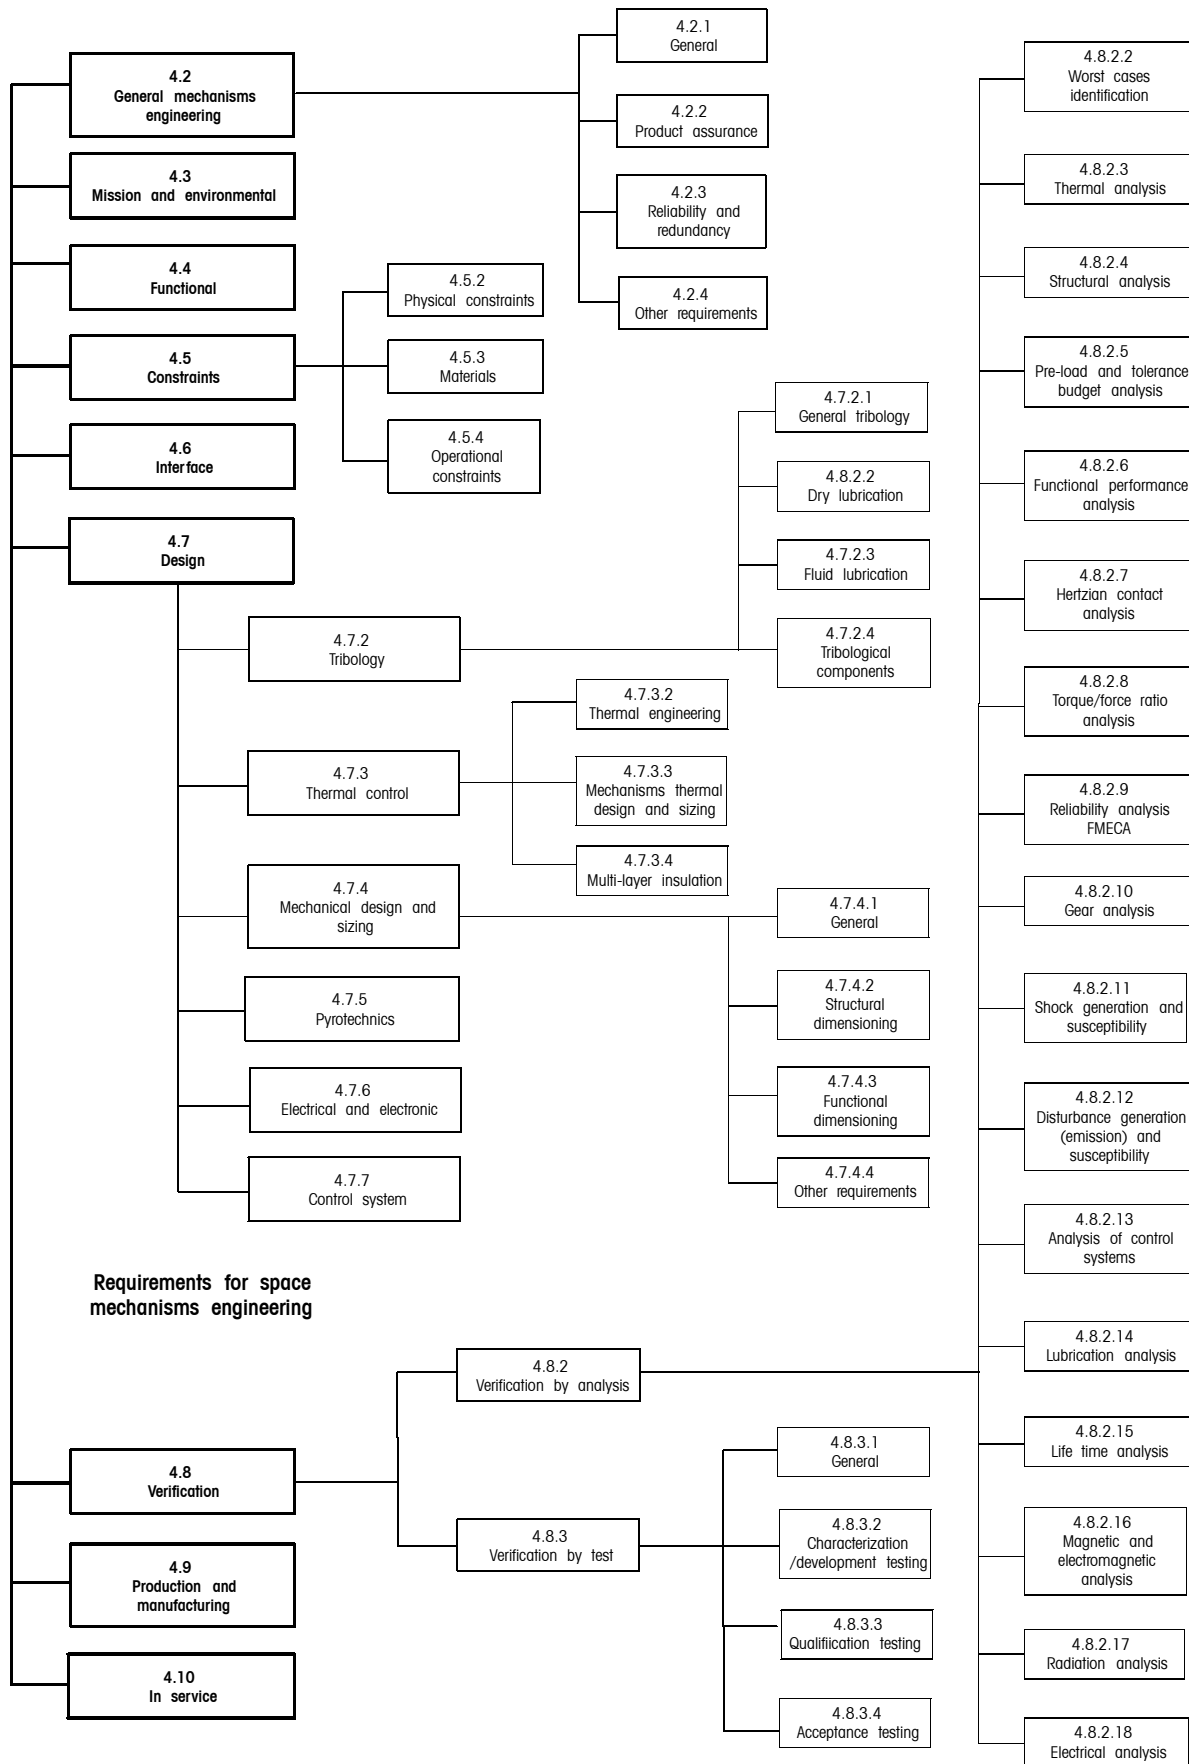 4.2
General mechanisms
engineering
4.3
Mission and environmental
4.4
Functional
4.5
Constraints
4.6
Interface
4.7
Design
4.2.1
General
4.2.2
Product assurance
4.2.3
Reliability and
redundancy
4.2.4
Other requirements
4.5.2
Physical constraints
4.5.3
Materials
4.5.4
Operational
constraints
4.7.2
Tribology
4.7.2.1
General tribology
4.8.2.2
Dry lubrication
4.7.2.3
Fluid lubrication
4.7.2.4
Tribological
components
4.7.3
Thermal control
4.7.3.2
Thermal engineering
4.7.3.3
Mechanisms thermal
design and sizing
4.7.3.4
Multi-layer insulation
4.7.4
Mechanical design and
sizing
4.7.4.1
General
4.7.4.2
Structural
dimensioning
4.7.4.3
Functional
dimensioning
4.7.4.4
Other requirements
4.7.5
Pyrotechnics
4.7.6
Electrical and electronic
4.7.7
Control system
Requirements for space
mechanisms engineering
4.8
Verification
4.9
Production and
manufacturing
4.10
In service
4.8.2
Verification by analysis
4.8.3
Verification by test
4.8.3.1
General
4.8.3.2
Characterization
/development testing
4.8.3.3
Qualifiication testing
4.8.3.4
Acceptance testing
4.8.2.2
Worst cases
identification
4.8.2.3
Thermal analysis
4.8.2.4
Structural analysis
4.8.2.5
Pre-load and tolerance
budget analysis
4.8.2.6
Functional performance
analysis
4.8.2.7
Hertzian contact
analysis
4.8.2.8
Torque/force ratio
analysis
4.8.2.9
Reliability analysis
FMECA
4.8.2.10
Gear analysis
4.8.2.11
Shock generation and
susceptibility
4.8.2.12
Disturbance generation
(emission) and
susceptibility
4.8.2.13
Analysis of control
systems
4.8.2.14
Lubrication analysis
4.8.2.15
Life time analysis
4.8.2.16
Magnetic and
electromagnetic
analysis
4.8.2.17
Radiation analysis
4.8.2.18
Electrical analysis